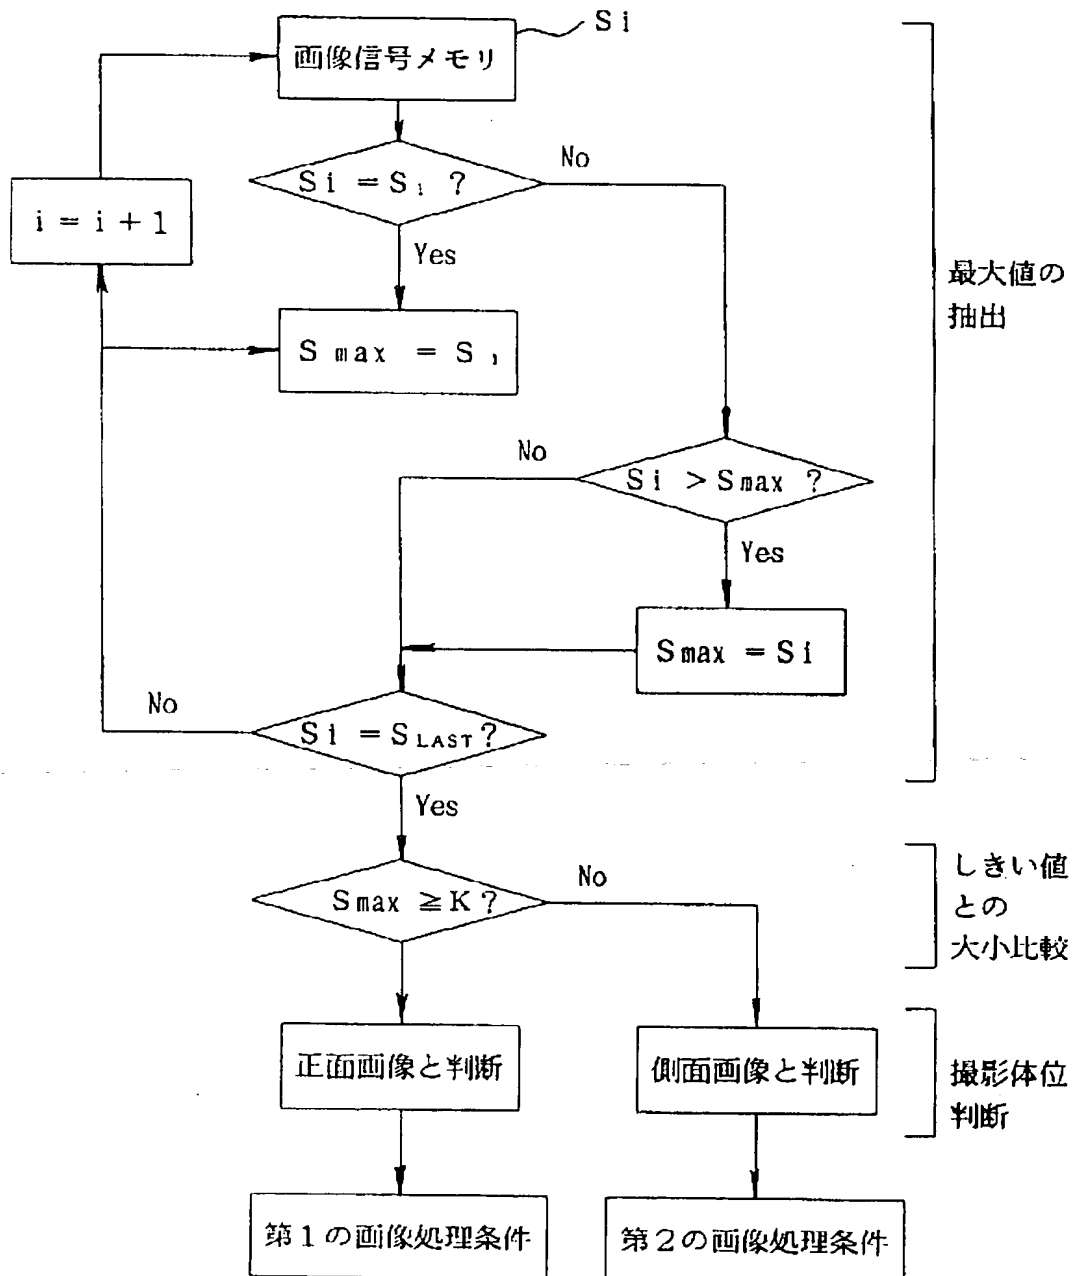 Si
画像信号メモリ
No
Si = S₁ ?
i = i + 1
Yes
最大値の
抽出
S max = S₁
No
Si > Smax ?
Yes
Smax = Si
No
Si = SLAST ?
Yes
しきい値
との
大小比較
No
Smax ≧ K ?
正面画像と判断
側面画像と判断
撮影体位
判断
第1の画像処理条件
第2の画像処理条件